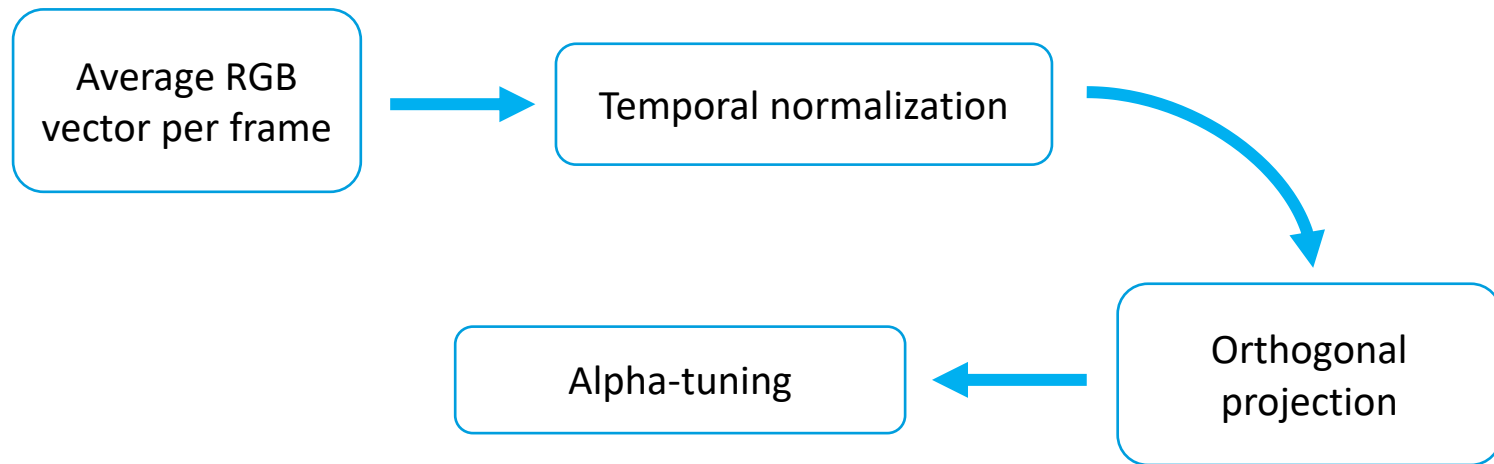 Average RGB
vector per frame
Temporal normalization
Orthogonal
projection
Alpha-tuning